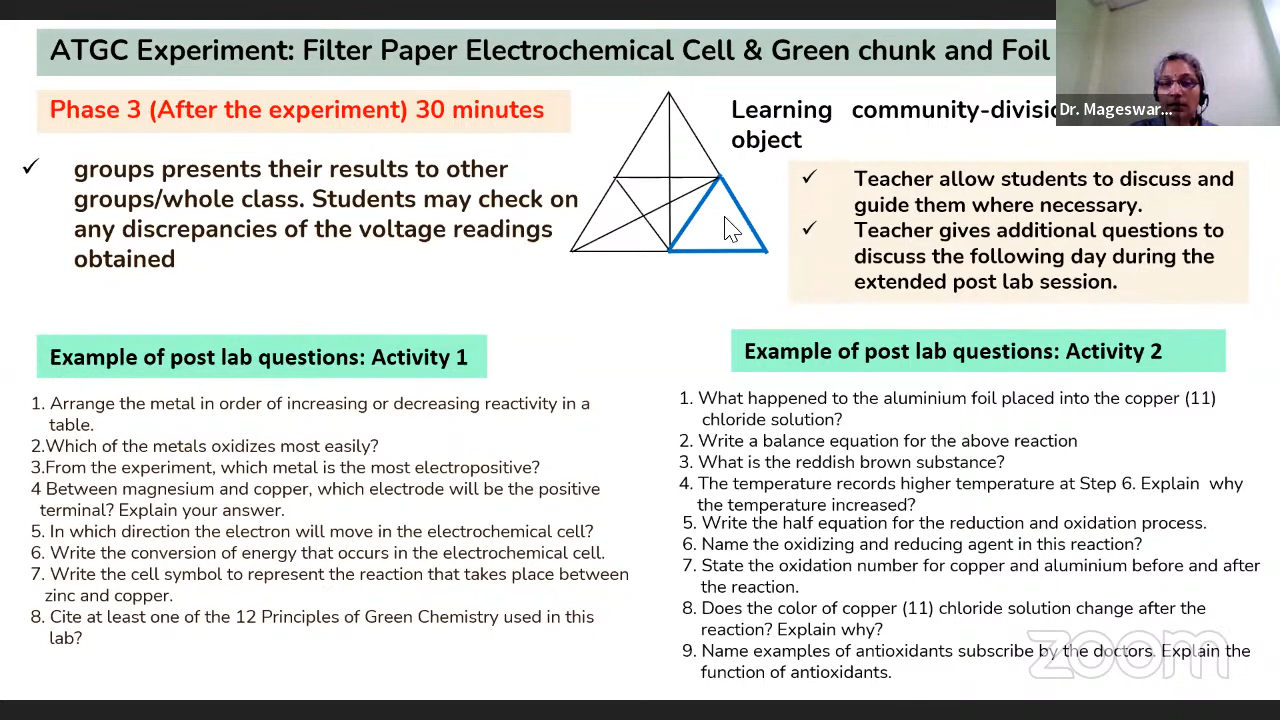 ATGC Experiment: Filter Paper Electrochemical Cell & Green chunk and Foil
Dr. Mageswar...
Phase 3 (After the experiment) 30 minutes
✓ groups presents their results to other
groups/whole class. Students may check on
any discrepancies of the voltage readings
obtained
Learning community-divisio
object
✓ Teacher allow students to discuss and
guide them where necessary.
✓ Teacher gives additional questions to
discuss the following day during the
extended post lab session.
Example of post lab questions: Activity 1
1. Arrange the metal in order of increasing or decreasing reactivity in a
table.
2.Which of the metals oxidizes most easily?
3.From the experiment, which metal is the most electropositive?
4 Between magnesium and copper, which electrode will be the positive
terminal? Explain your answer.
5. In which direction the electron will move in the electrochemical cell?
6. Write the conversion of energy that occurs in the electrochemical cell.
7. Write the cell symbol to represent the reaction that takes place between
zinc and copper.
8. Cite at least one of the 12 Principles of Green Chemistry used in this
lab?
Example of post lab questions: Activity 2
1. What happened to the aluminium foil placed into the copper (11)
chloride solution?
2. Write a balance equation for the above reaction
3. What is the reddish brown substance?
4. The temperature records higher temperature at Step 6. Explain why
the temperature increased?
5. Write the half equation for the reduction and oxidation process.
6. Name the oxidizing and reducing agent in this reaction?
7. State the oxidation number for copper and aluminium before and after
the reaction.
8. Does the color of copper (11) chloride solution change after the
reaction? Explain why?
9. Name examples of antioxidants subscribe by the doctors. Explain the
function of antioxidants.
zoom